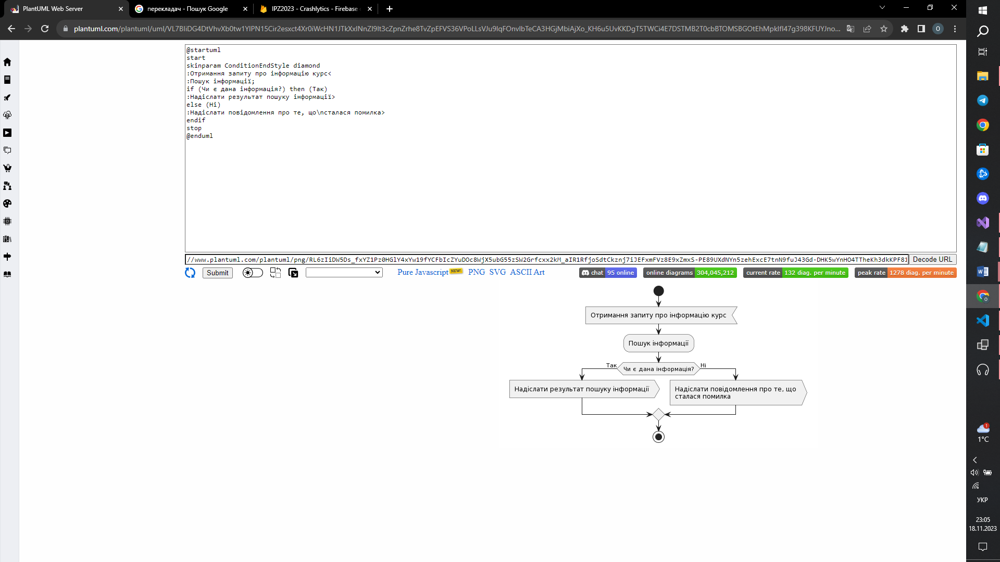 PlantUML Web Server
перекладач - Пошук Google
IPZ2023 - Crashlytics - Firebase
plantuml.com/plantuml/uml/
@startuml
start
skinparam ConditionEndStyle diamond
:Отримання запиту про інформацію курс<
:Пошук інформації;
if (Чи є дана інформація?) then (Так)
:Надіслати результат пошуку інформації>
else (Ні)
:Надіслати повідомлення про те, що\nсталася помилка>
endif
stop
@enduml
//www.plantuml.com/plantuml/png/
Decode URL
Submit
Pure Javascript NEW! PNG SVG ASCII Art
chat 95 online
online diagrams 304,045,212
current rate 132 diag. per minute
peak rate 1278 diag. per minute
Отримання запиту про інформацію курс
Пошук інформації
Так
Чи є дана інформація?
Ні
Надіслати результат пошуку інформації
Надіслати повідомлення про те, що
сталася помилка
1
1°C
УКР
23:05
18.11.2023